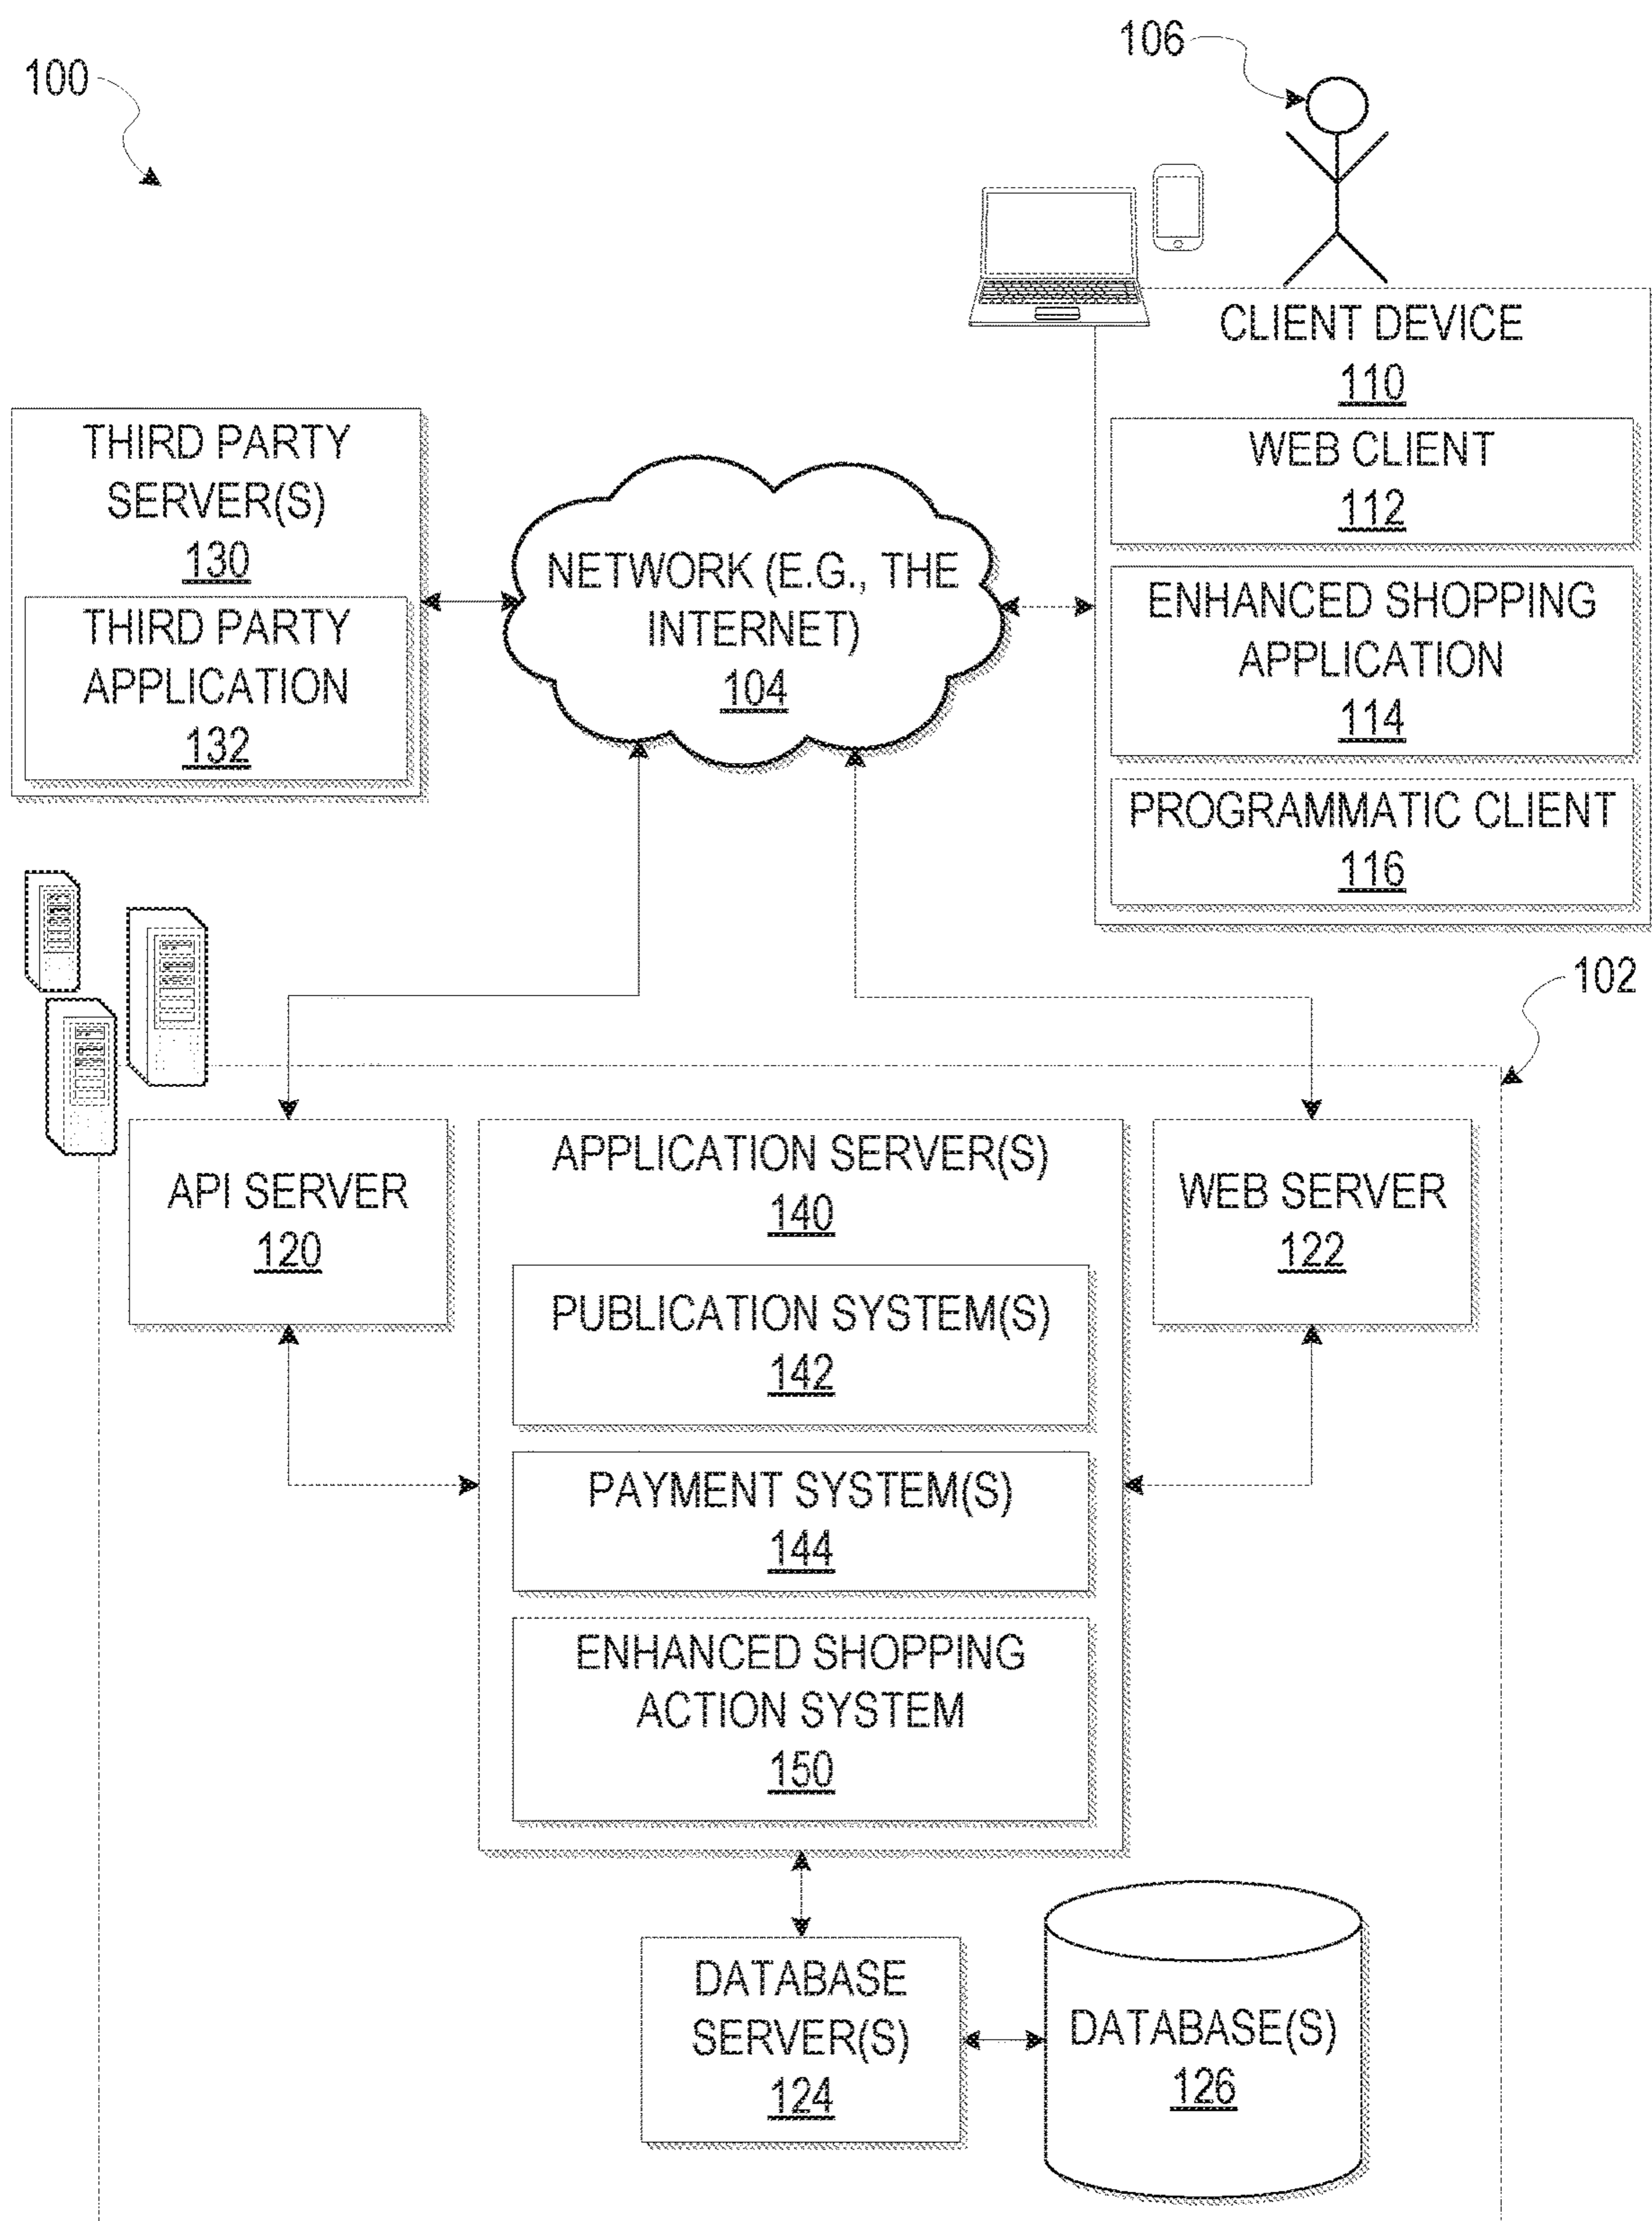 106
100
CLIENT DEVICE
110
WEB CLIENT
112
ENHANCED SHOPPING
APPLICATION
114
PROGRAMMATIC CLIENT
116
THIRD PARTY
SERVER(S)
130
THIRD PARTY
APPLICATION
132
NETWORK (E.G., THE
INTERNET)
104
102
API SERVER
120
APPLICATION SERVER(S)
140
PUBLICATION SYSTEM(S)
142
PAYMENT SYSTEM(S)
144
ENHANCED SHOPPING
ACTION SYSTEM
150
WEB SERVER
122
DATABASE
SERVER(S)
124
DATABASE(S)
126